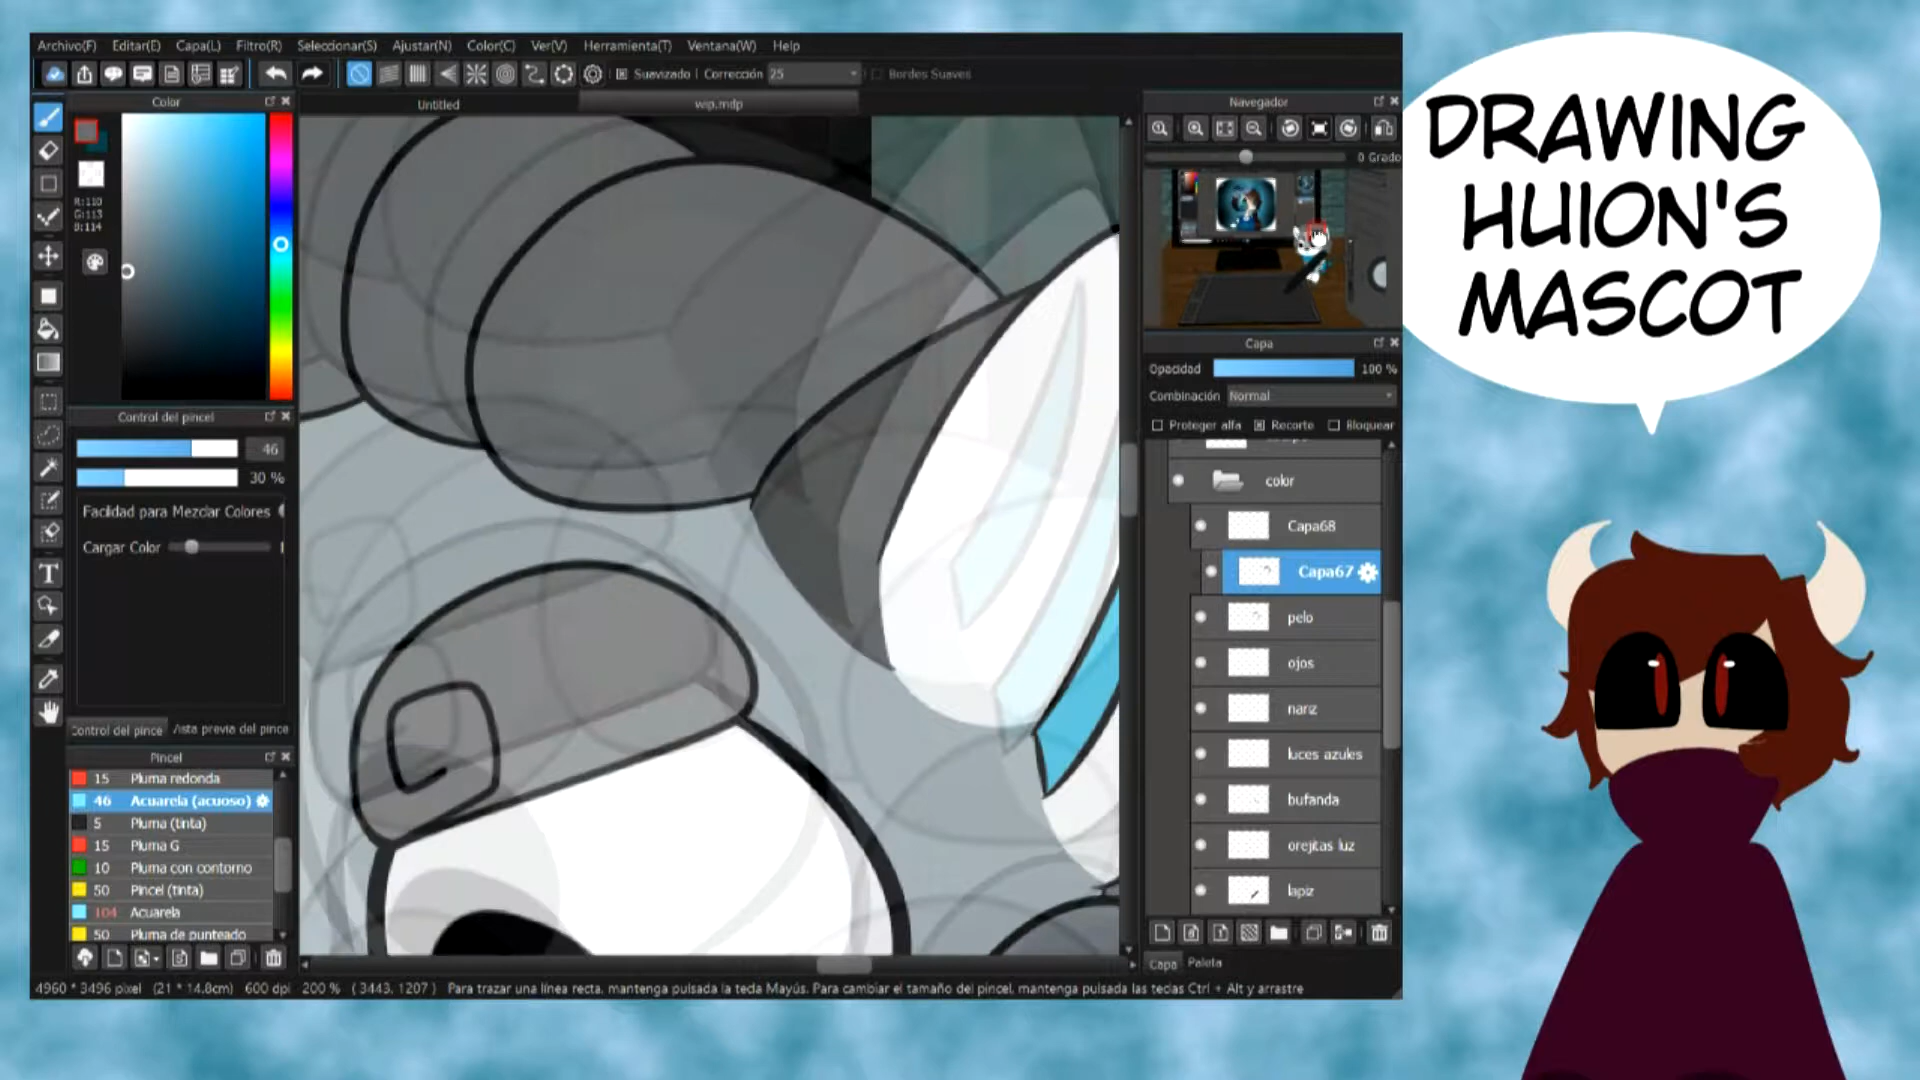 Archivo(F) Editar(E) Capa(L) Filtro(R) Seleccionar(S) Ajustar(N) Color(C) Ver(V) Herramienta(T) Ventana(W) Help
Suavizado Corrección 25 Bordes Suaves
Color
Untitled
wip.mdp
Navegador
R:110
G:113
B:114
0 Grado
DRAWING
HUION'S
MASCOT
Control del pincel
46
30 %
Facilidad para Mezclar Colores
Cargar Color
Control del pince
Pincel
15 Pluma redonda
46 Acuarela (acuoso)
5 Pluma (tinta)
15 Pluma G
10 Pluma con contorno
50 Pincel (tinta)
104 Acuarela
50 Pluma de punteado
Capa
Opacidad 100 %
Combinación Normal
Proteger alfa Recorte Bloquear
color
Capa68
Capa67
pelo
ojos
nariz
luces azules
bufanda
orejitas luz
lapiz
Capa Paleta
4960 * 3496 pixel (21 * 14.8cm) 600 dpi 200 % ( 3443, 1207 ) Para trazar una línea recta, mantenga pulsada la tecla Mayús. Para cambiar el tamaño del pincel, mantenga pulsada las teclas Ctrl + Alt y arrastre